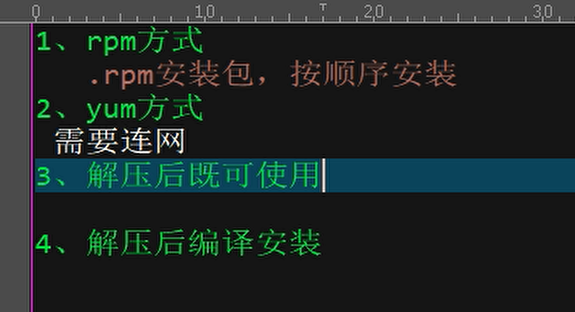 0 10 20 30
1、rpm方式
.rpm安装包，按顺序安装
2、yum方式
需要连网
3、解压后既可使用
4、解压后编译安装